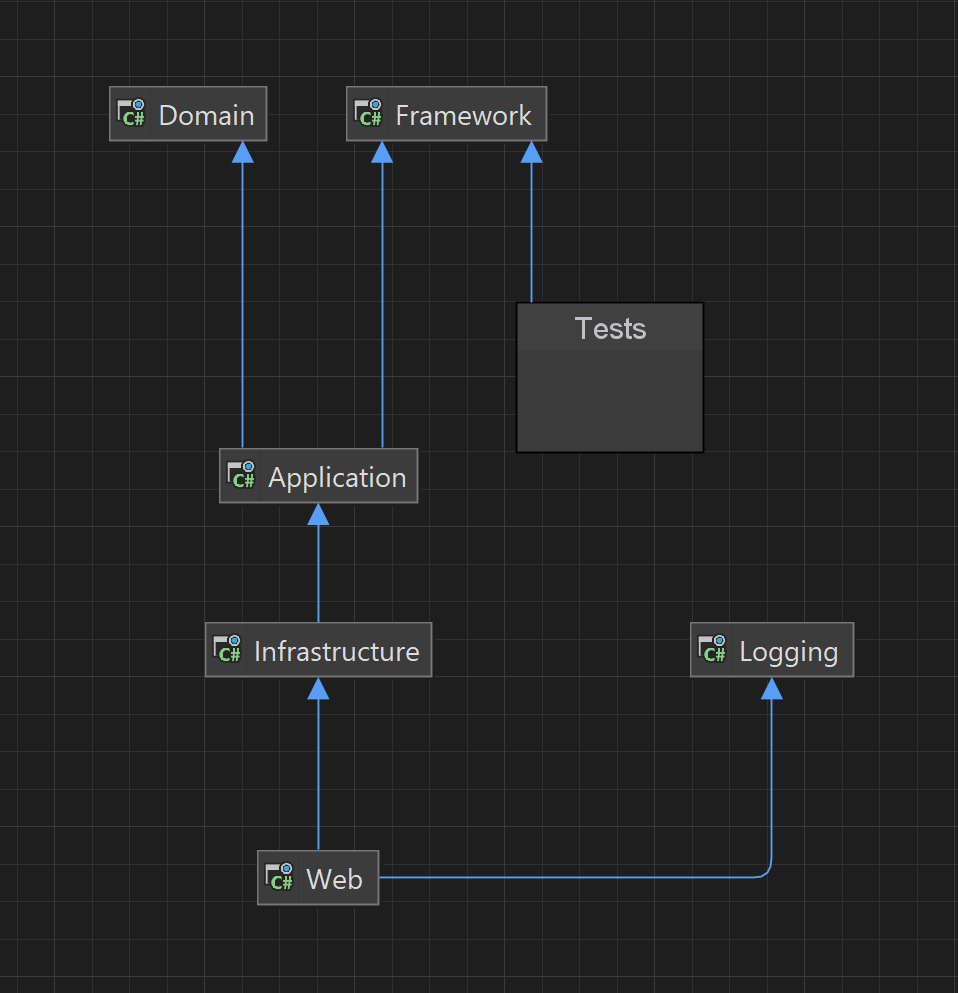 C# Domain
C# Framework
Tests
C# Application
C# Infrastructure
C# Logging
C# Web